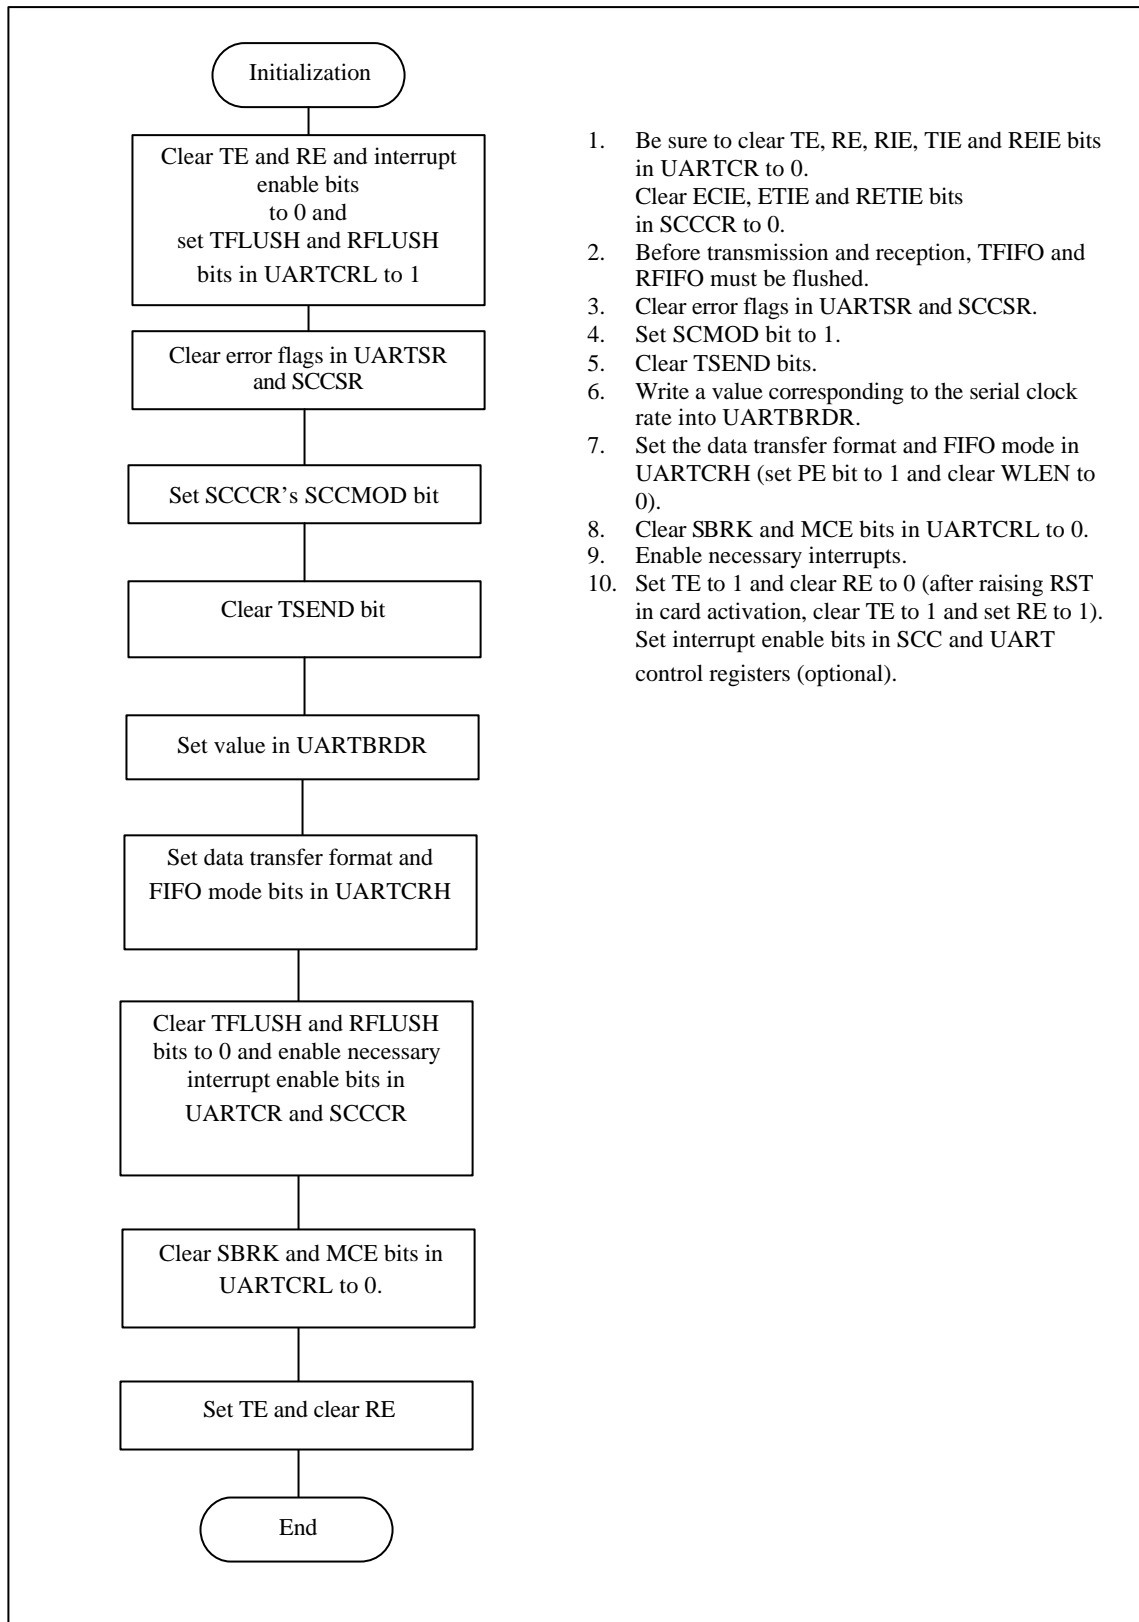 Initialization
Clear TE and RE and interrupt
enable bits
to 0 and
set TFLUSH and RFLUSH
bits in UARTCRL to 1
Clear error flags in UARTSR
and SCCSR
Set SCCCR's SCCMOD bit
Clear TSEND bit
Set value in UARTBRDR
Set data transfer format and
FIFO mode bits in UARTCRH
Clear TFLUSH and RFLUSH
bits to 0 and enable necessary
interrupt enable bits in
UARTCR and SCCCR
Clear SBRK and MCE bits in
UARTCRL to 0.
Set TE and clear RE
End
1. Be sure to clear TE, RE, RIE, TIE and REIE bits
in UARTCR to 0.
Clear ECIE, ETIE and RETIE bits
in SCCCR to 0.
2. Before transmission and reception, TFIFO and
RFIFO must be flushed.
3. Clear error flags in UARTSR and SCCSR.
4. Set SCMOD bit to 1.
5. Clear TSEND bits.
6. Write a value corresponding to the serial clock
rate into UARTBRDR.
7. Set the data transfer format and FIFO mode in
UARTCRH (set PE bit to 1 and clear WLEN to
0).
8. Clear SBRK and MCE bits in UARTCRL to 0.
9. Enable necessary interrupts.
10. Set TE to 1 and clear RE to 0 (after raising RST
in card activation, clear TE to 1 and set RE to 1).
Set interrupt enable bits in SCC and UART
control registers (optional).